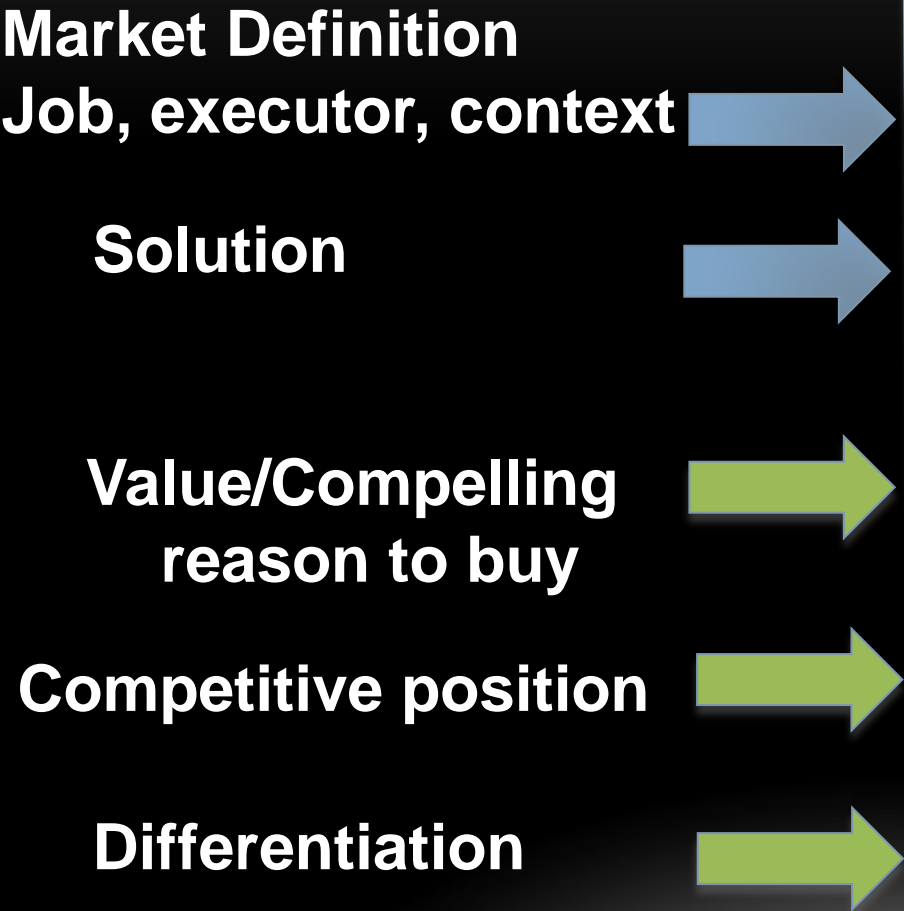 Market Definition
Job, executor, context
Solution
Value/Compelling
reason to buy
Competitive position
Differentiation